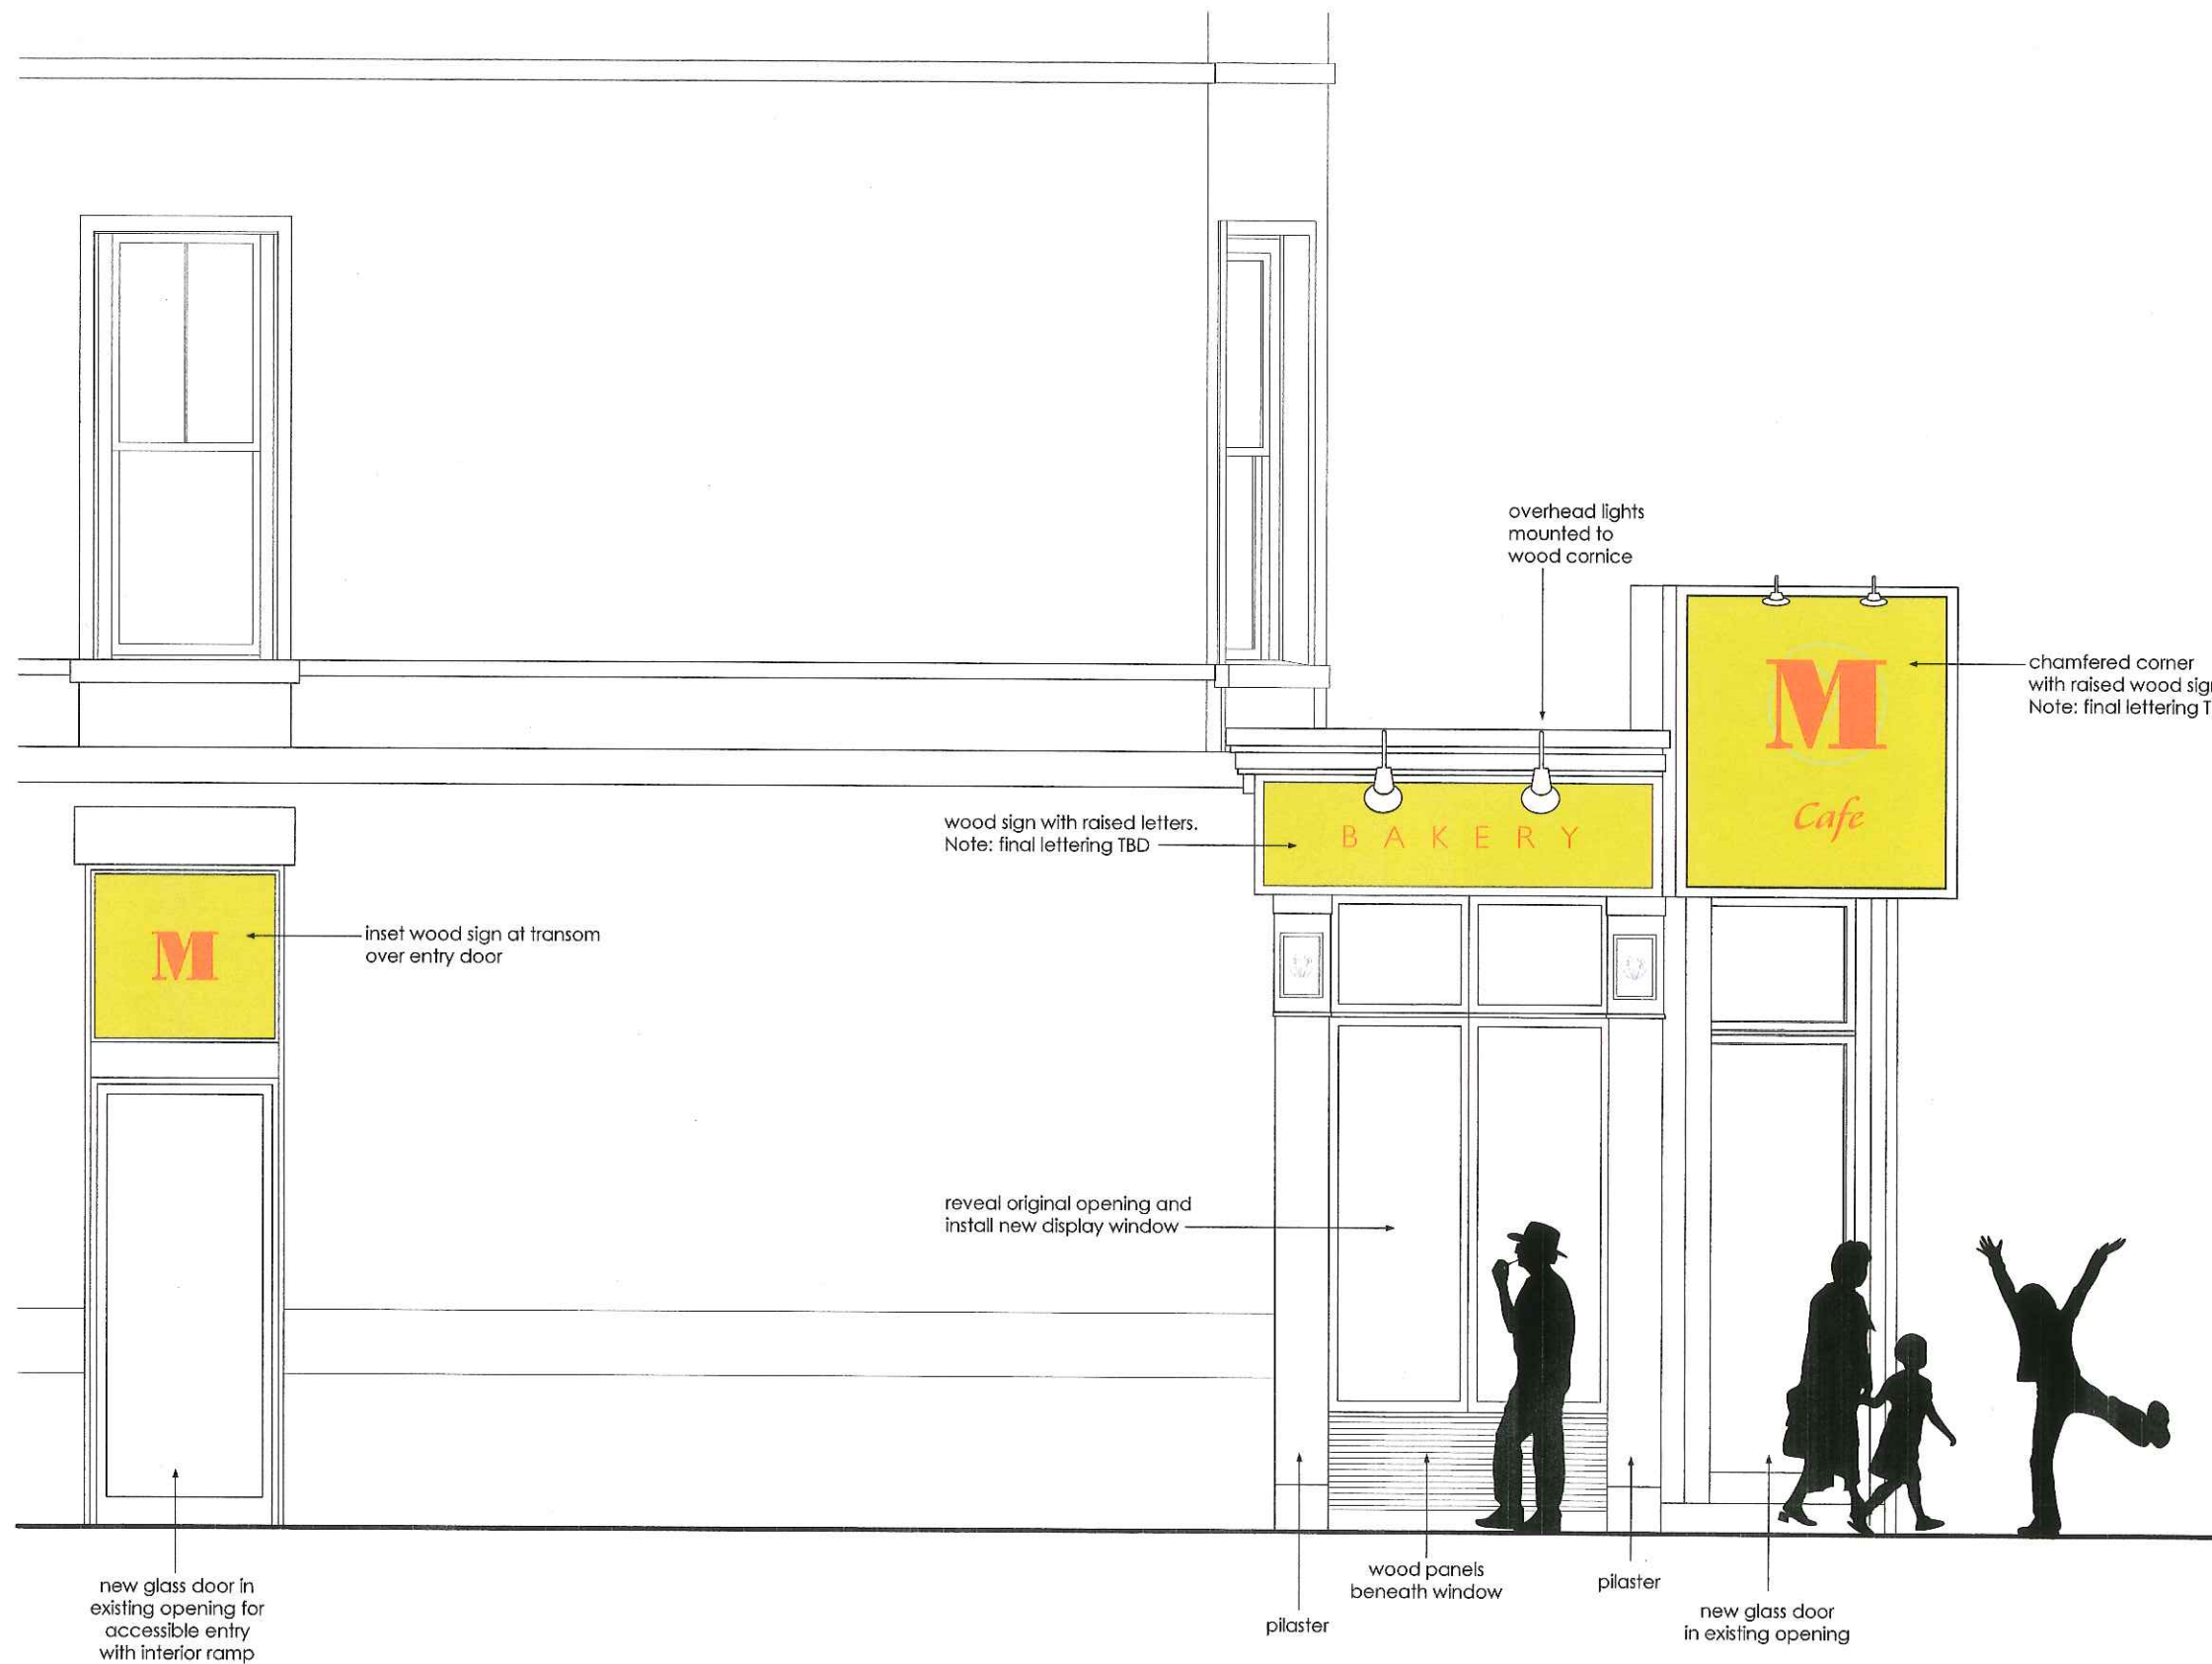 overhead lights
mounted to
wood cornice
M
Cafe
chamfered corner
with raised wood
Note: final lettering
wood sign with raised letters.
Note: final lettering TBD
BAKERY
M
inset wood sign at transom
over entry door
reveal original opening and
install new display window
new glass door in
existing opening for
accessible entry
with interior ramp
pilaster
wood panels
beneath window
pilaster
new glass door
in existing opening